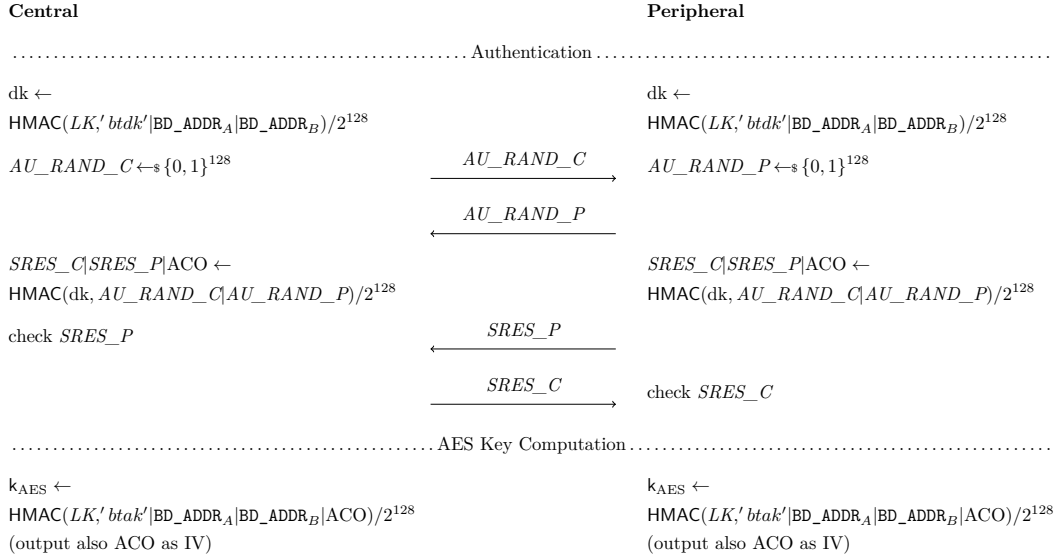 Central Peripheral
Authentication
dk ← dk ←
HMAC(LK,′ btdk′|BD_ADDR_A|BD_ADDR_B)/2^128 HMAC(LK,′ btdk′|BD_ADDR_A|BD_ADDR_B)/2^128
AU_RAND_C ←$ {0, 1}^128 AU_RAND_C AU_RAND_P ←$ {0, 1}^128
AU_RAND_P
SRES_C|SRES_P|ACO ← SRES_C|SRES_P|ACO ←
HMAC(dk, AU_RAND_C|AU_RAND_P)/2^128 HMAC(dk, AU_RAND_C|AU_RAND_P)/2^128
check SRES_P SRES_P
SRES_C check SRES_C
AES Key Computation
k_AES ← k_AES ←
HMAC(LK,′ btak′|BD_ADDR_A|BD_ADDR_B|ACO)/2^128 HMAC(LK,′ btak′|BD_ADDR_A|BD_ADDR_B|ACO)/2^128
(output also ACO as IV) (output also ACO as IV)